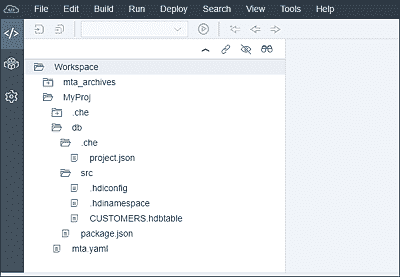 File Edit Build Run Deploy Search View Tools Help
Workspace
mta_archives
MyProj
.che
db
.che
project.json
src
.hdiconfig
.hdinamespace
CUSTOMERS.hdbtable
package.json
mta.yaml